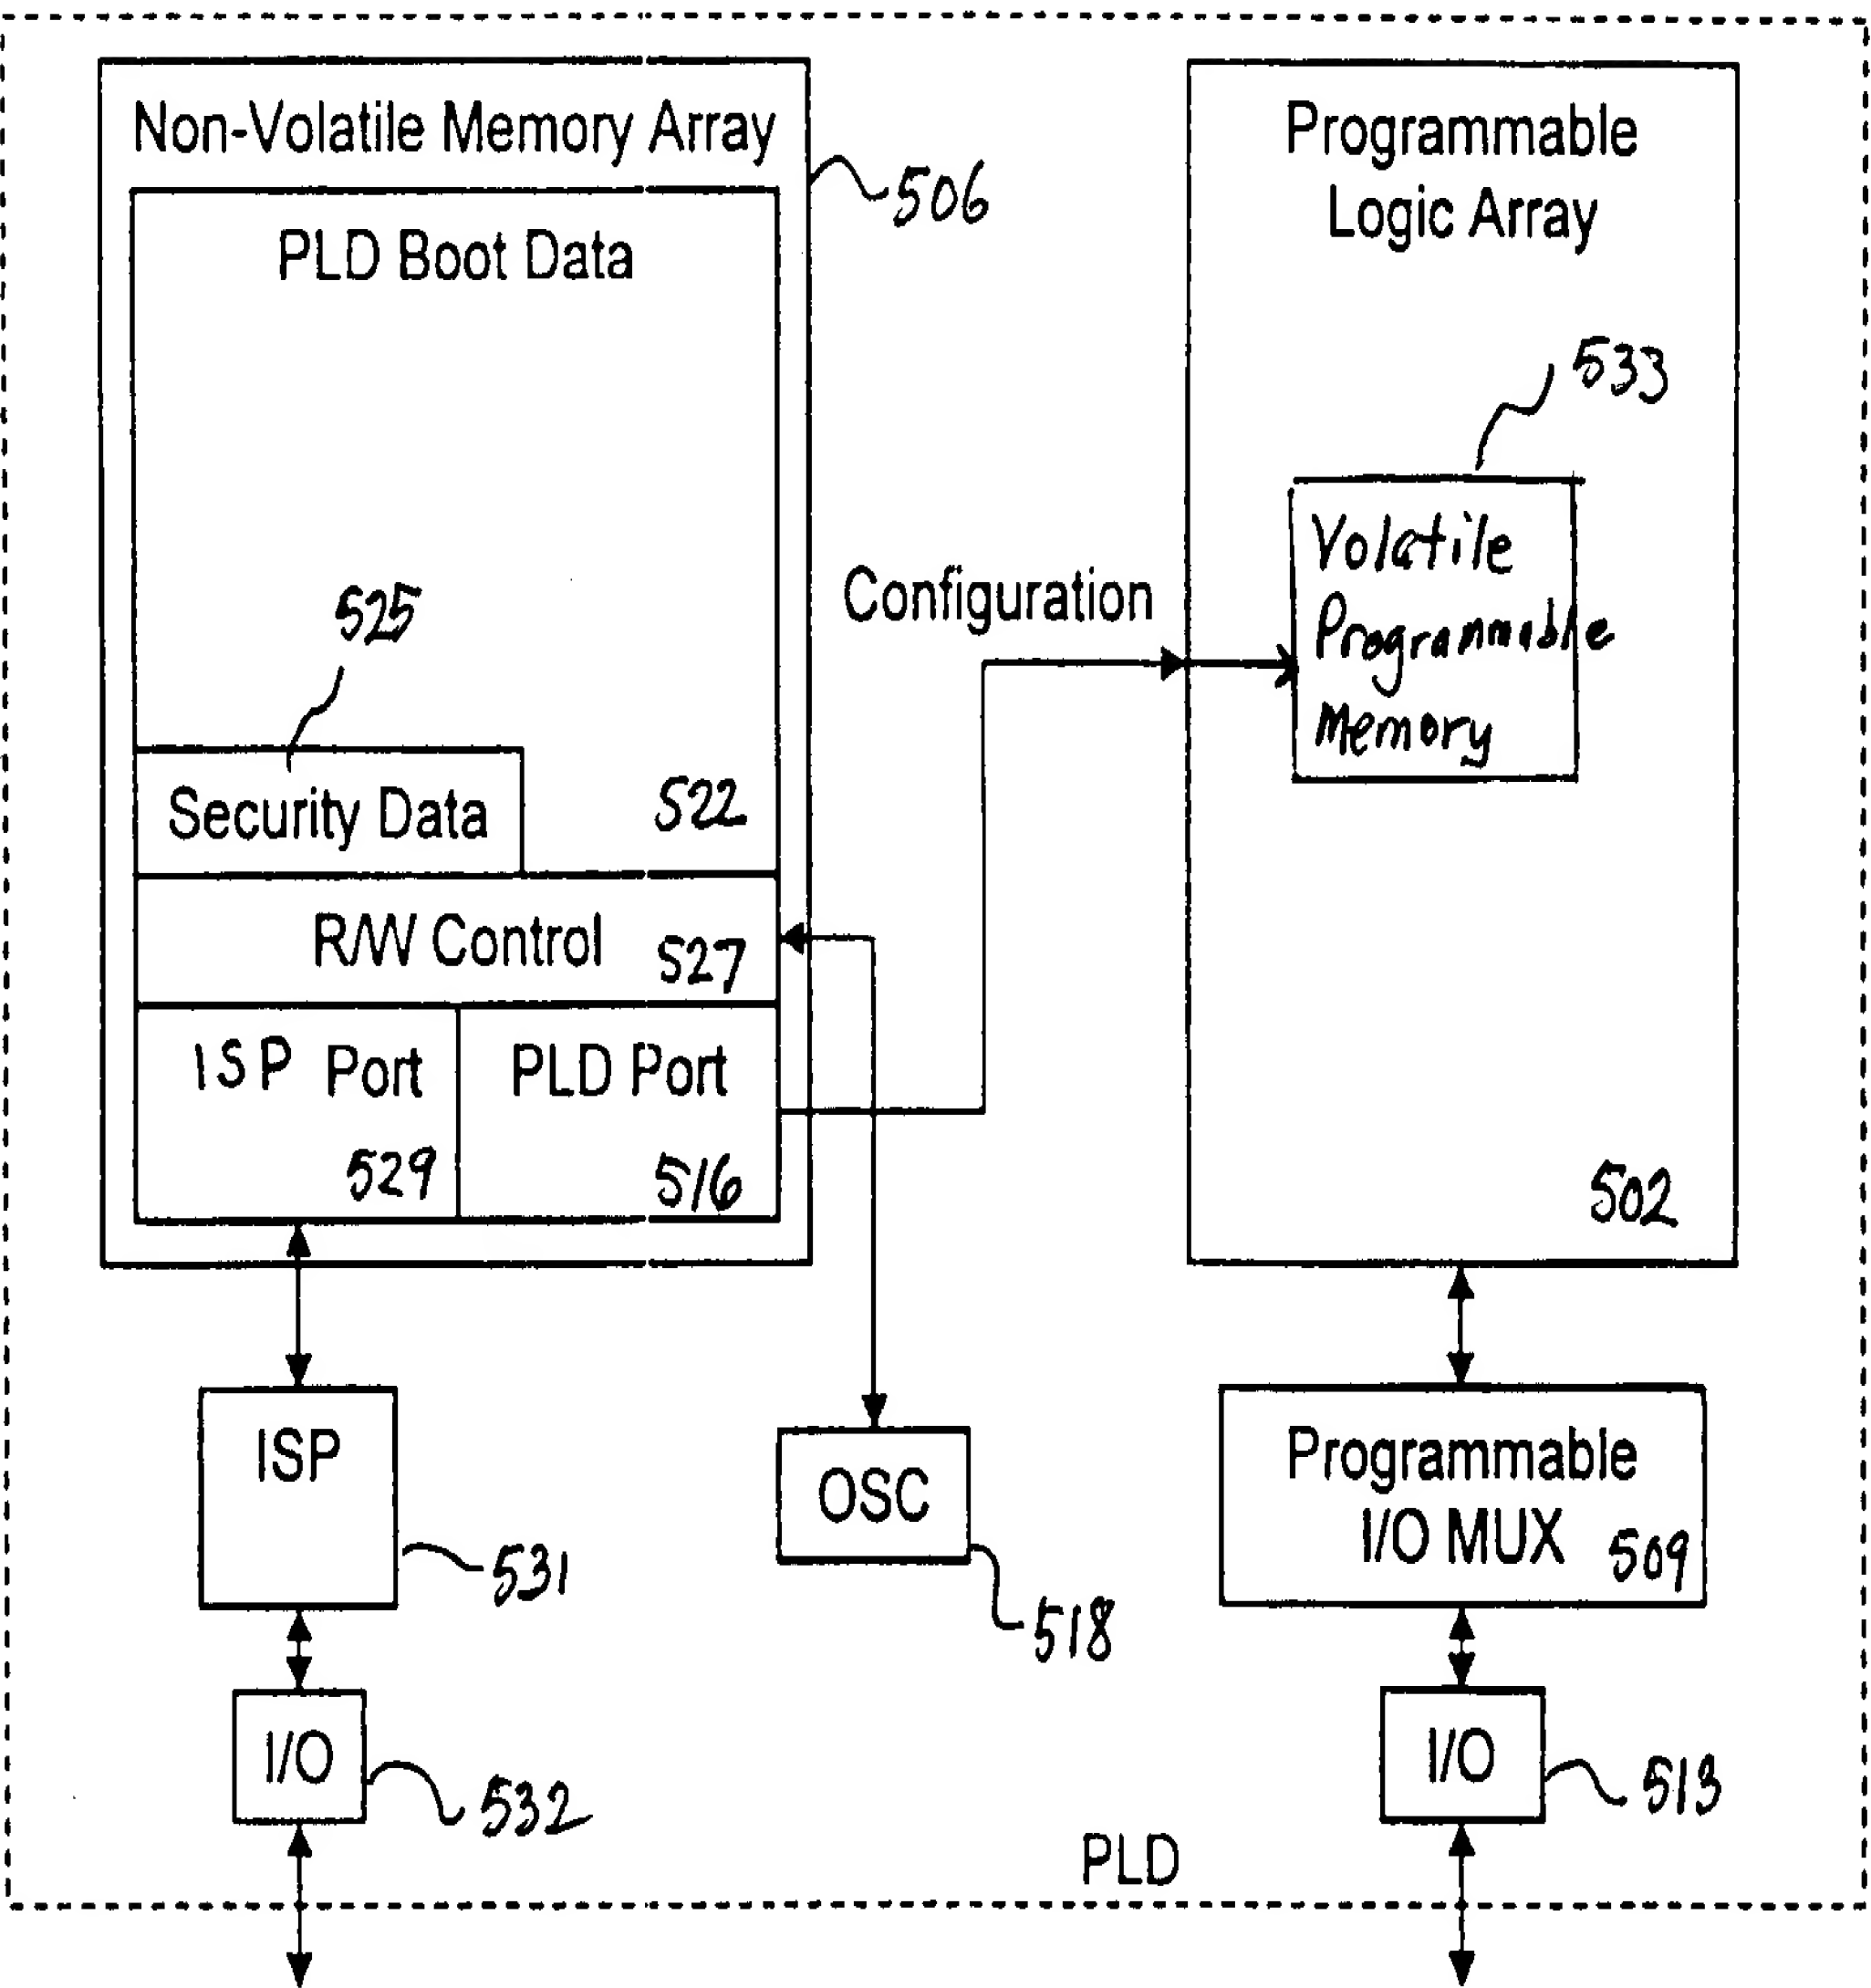 Non-Volatile Memory Array
506
PLD Boot Data
525
Security Data
522
R/W Control
527
ISP Port
529
PLD Port
516
Configuration
Programmable
Logic Array
533
Volatile
Programmable
Memory
502
ISP
531
OSC
518
Programmable
I/O MUX
509
I/O
532
I/O
513
PLD